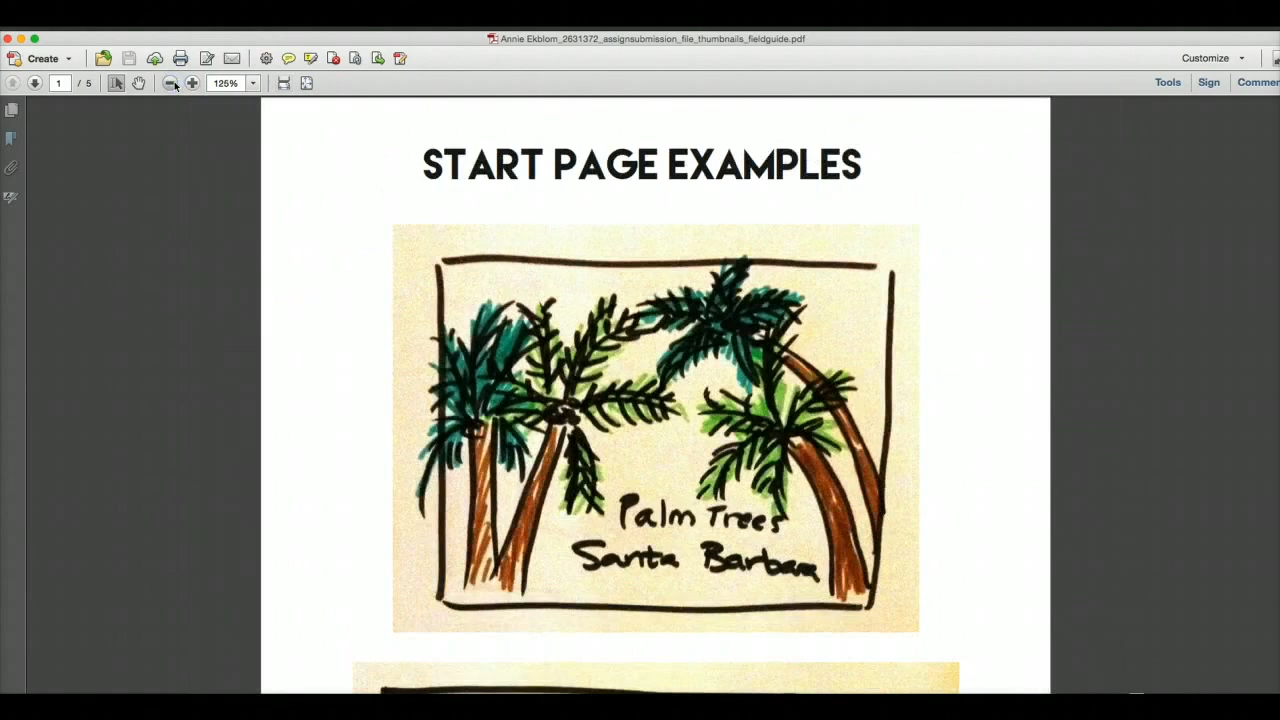 Annie Ekblom_2631372_assignsubmission_file_thumbnails_fieldguide.pdf
Create
Customize
1 / 5
125%
Tools
Sign
Commen
START PAGE EXAMPLES
Palm Trees
Santa Barbara